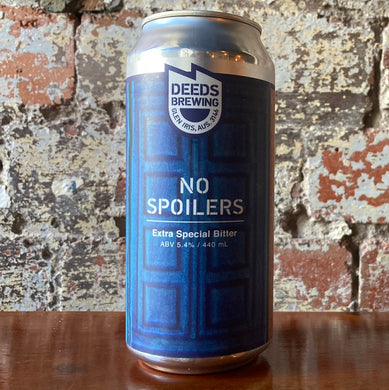 DEEDS
BREWING
GLEN IRIS, AUS. 3146
NO
SPOILERS
Extra Special Bitter
ABV 5.4% / 440 mL